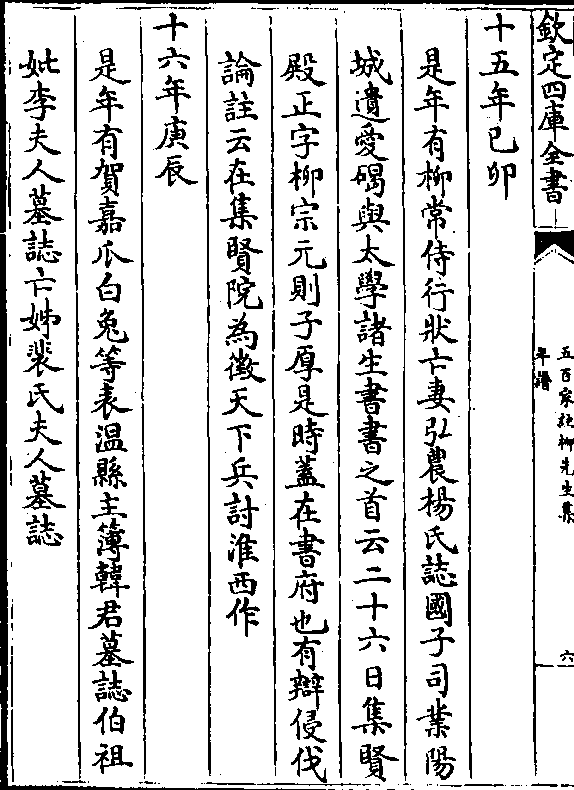 欽定四庫全書
五百家註柳先生集
年譜
六
十五年己卯
是年有柳常侍行狀亡妻弘農楊氏誌國子司業陽
城遺愛碣與太學諸生書書之首云二十六日集賢
殿正字柳宗元則子厚是時蓋在書府也有辯侵伐
論註云在集賢院為徵天下兵討淮西作
十六年庚辰
是年有賀嘉瓜白兔等表溫縣主簿韓君墓誌伯祖
妣李夫人墓誌亡姊裴氏夫人墓誌